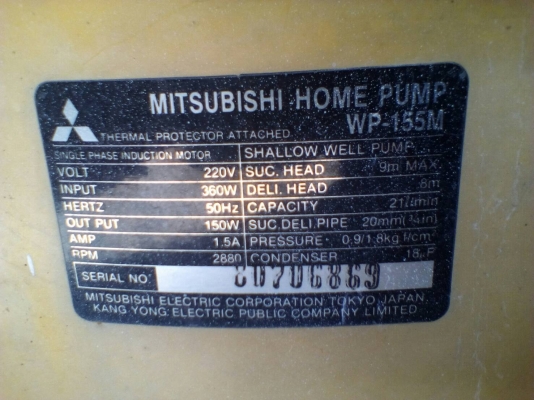 MITSUBISHI HOME PUMP
THERMAL PROTECTOR ATTACHED WP-155M
SINGLE PHASE INDUCTION MOTOR SHALLOW WELL PUMP
VOLT 220V SUC. HEAD 9m MAX
INPUT 360W DELI. HEAD 8m
HERTZ 50Hz CAPACITY
OUT PUT 150W SUC.DELI.PIPE
AMP 1.5A PRESSURE
RPM 2880 CONDENSER
SERIAL NO
MITSUBISHI ELECTRIC CORPORATION TOKYO JAPAN
KANG YONG ELECTRIC PUBLIC COMPANY LIMITED